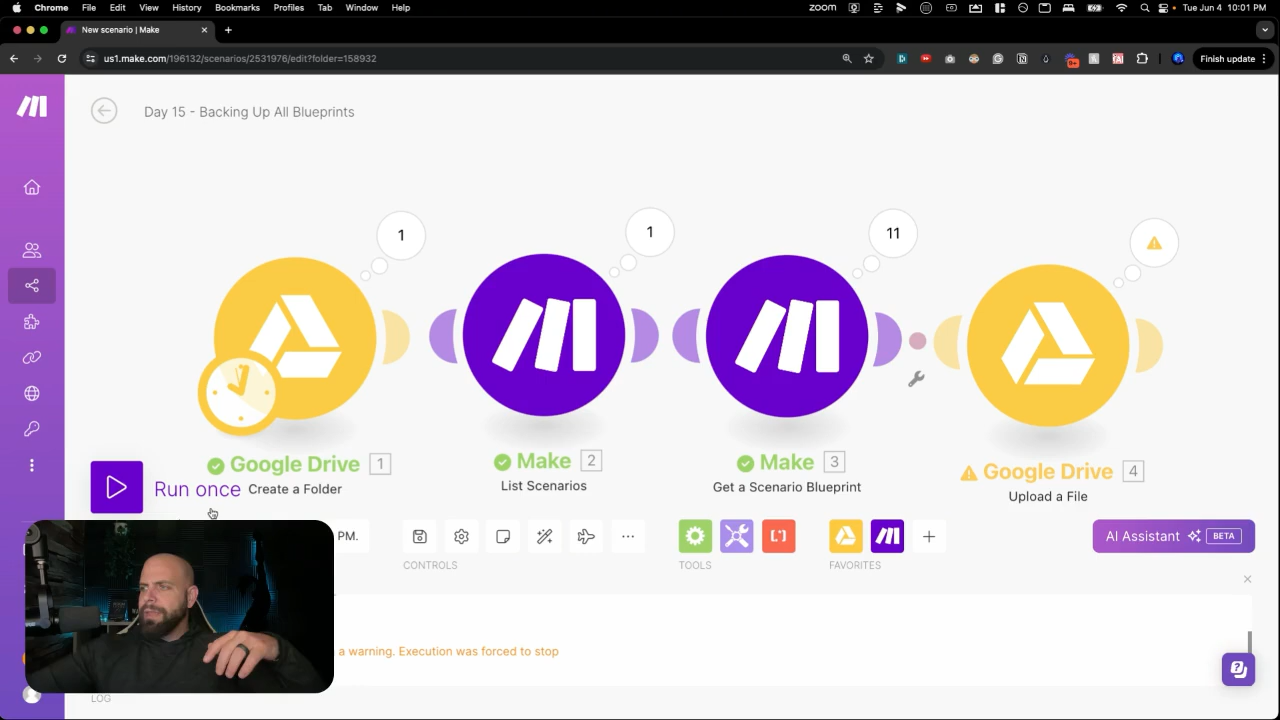 Chrome File Edit View History Bookmarks Profiles Tab Window Help zoom Tue Jun 4 10:01 PM
New scenario | Make
us1.make.com/196132/scenarios/2531976/edit?folder=158932 Finish update
Day 15 - Backing Up All Blueprints
1 1 11
Google Drive 1 Make 2 Make 3 Google Drive 4
Create a Folder List Scenarios Get a Scenario Blueprint Upload a File
Run once
PM.
AI Assistant BETA
CONTROLS TOOLS FAVORITES
a warning. Execution was forced to stop
LOG